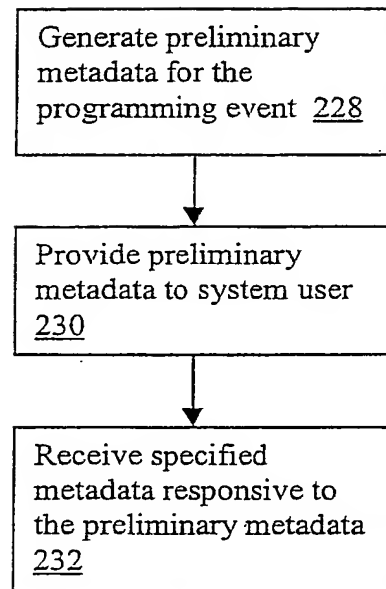 Generate preliminary
metadata for the
programming event 228
Provide preliminary
metadata to system user
230
Receive specified
metadata responsive to
the preliminary metadata
232